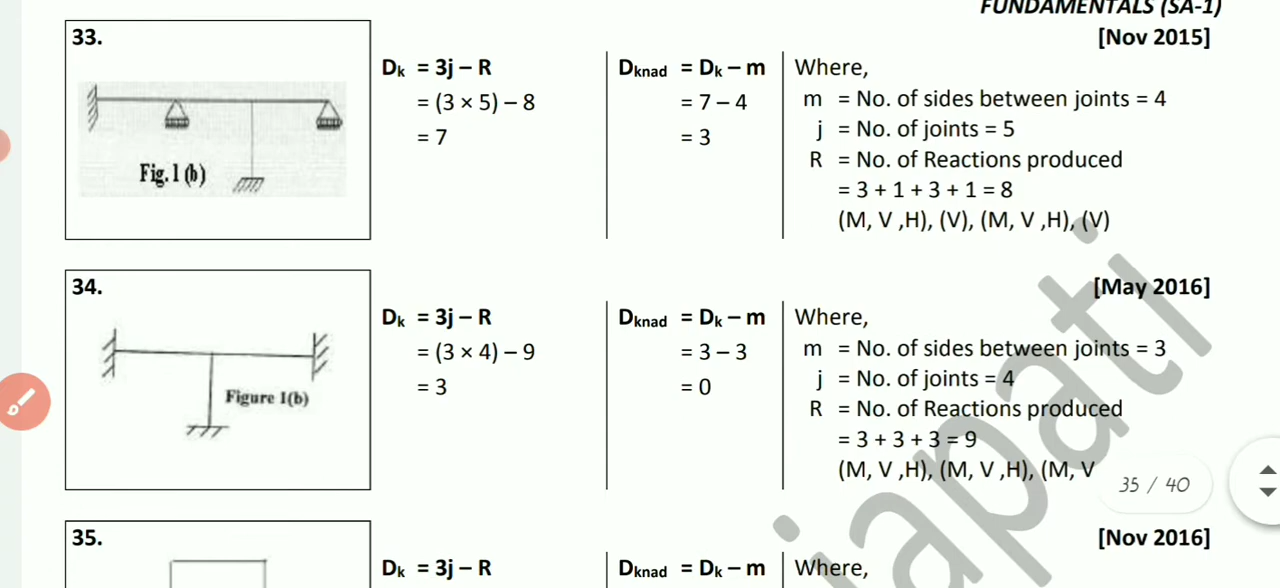 FUNDAMENTALS (SA-1)
33.
[Nov 2015]
Fig.1 (b)
Dk = 3j – R
= (3 × 5) – 8
= 7
Dknad = Dk – m
= 7 – 4
= 3
Where,
m = No. of sides between joints = 4
j = No. of joints = 5
R = No. of Reactions produced
= 3 + 1 + 3 + 1 = 8
(M, V ,H), (V), (M, V ,H), (V)
34.
[May 2016]
Figure 1(b)
Dk = 3j – R
= (3 × 4) – 9
= 3
Dknad = Dk – m
= 3 – 3
= 0
Where,
m = No. of sides between joints = 3
j = No. of joints = 4
R = No. of Reactions produced
= 3 + 3 + 3 = 9
(M, V ,H), (M, V ,H), (M, V
35 / 40
35.
[Nov 2016]
Dk = 3j – R
Dknad = Dk – m
Where,
japati